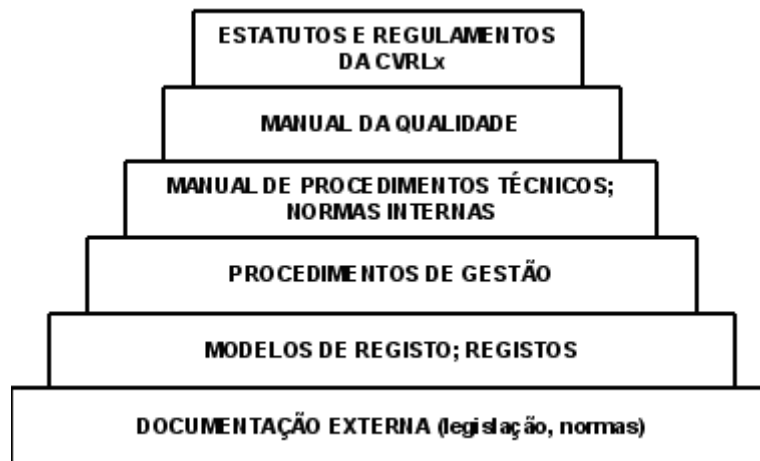 ESTATUTOS E REGULAMENTOS
DA CVRLx
MANUAL DA QUALIDADE
MANUAL DE PROCEDIMENTOS TÉCNICOS;
NORMAS INTERNAS
PROCEDIMENTOS DE GESTÃO
MODELOS DE REGISTO; REGISTOS
DOCUMENTAÇÃO EXTERNA (legislação, normas)